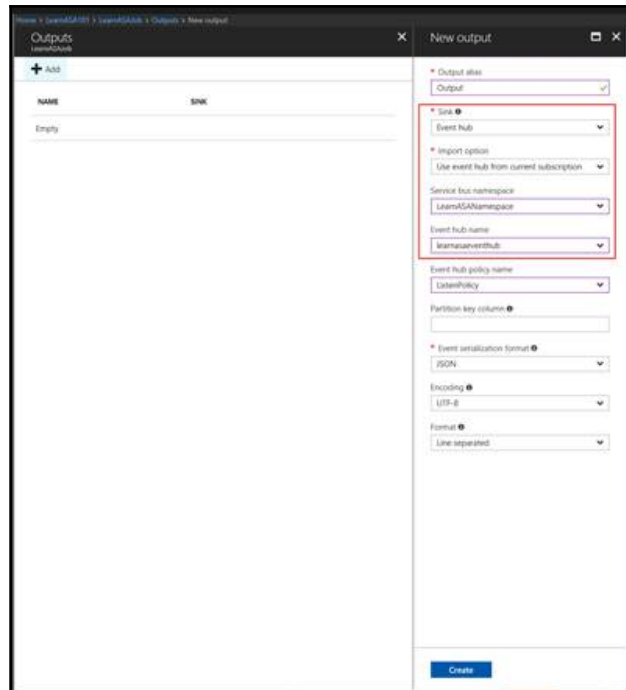 Home > LearnASA101 > LearnASAJob > Outputs > New output
Outputs
LearnASAJob
New output
Add
NAME SINK
Empty
* Output alias
Output
* Sink
Event hub
* Import option
Use event hub from current subscription
Service bus namespace
LearnASANamespace
Event hub name
learnasaeventhub
Event hub policy name
ListenPolicy
Partition key column
* Event serialization format
JSON
Encoding
UTF-8
Format
Line separated
Create